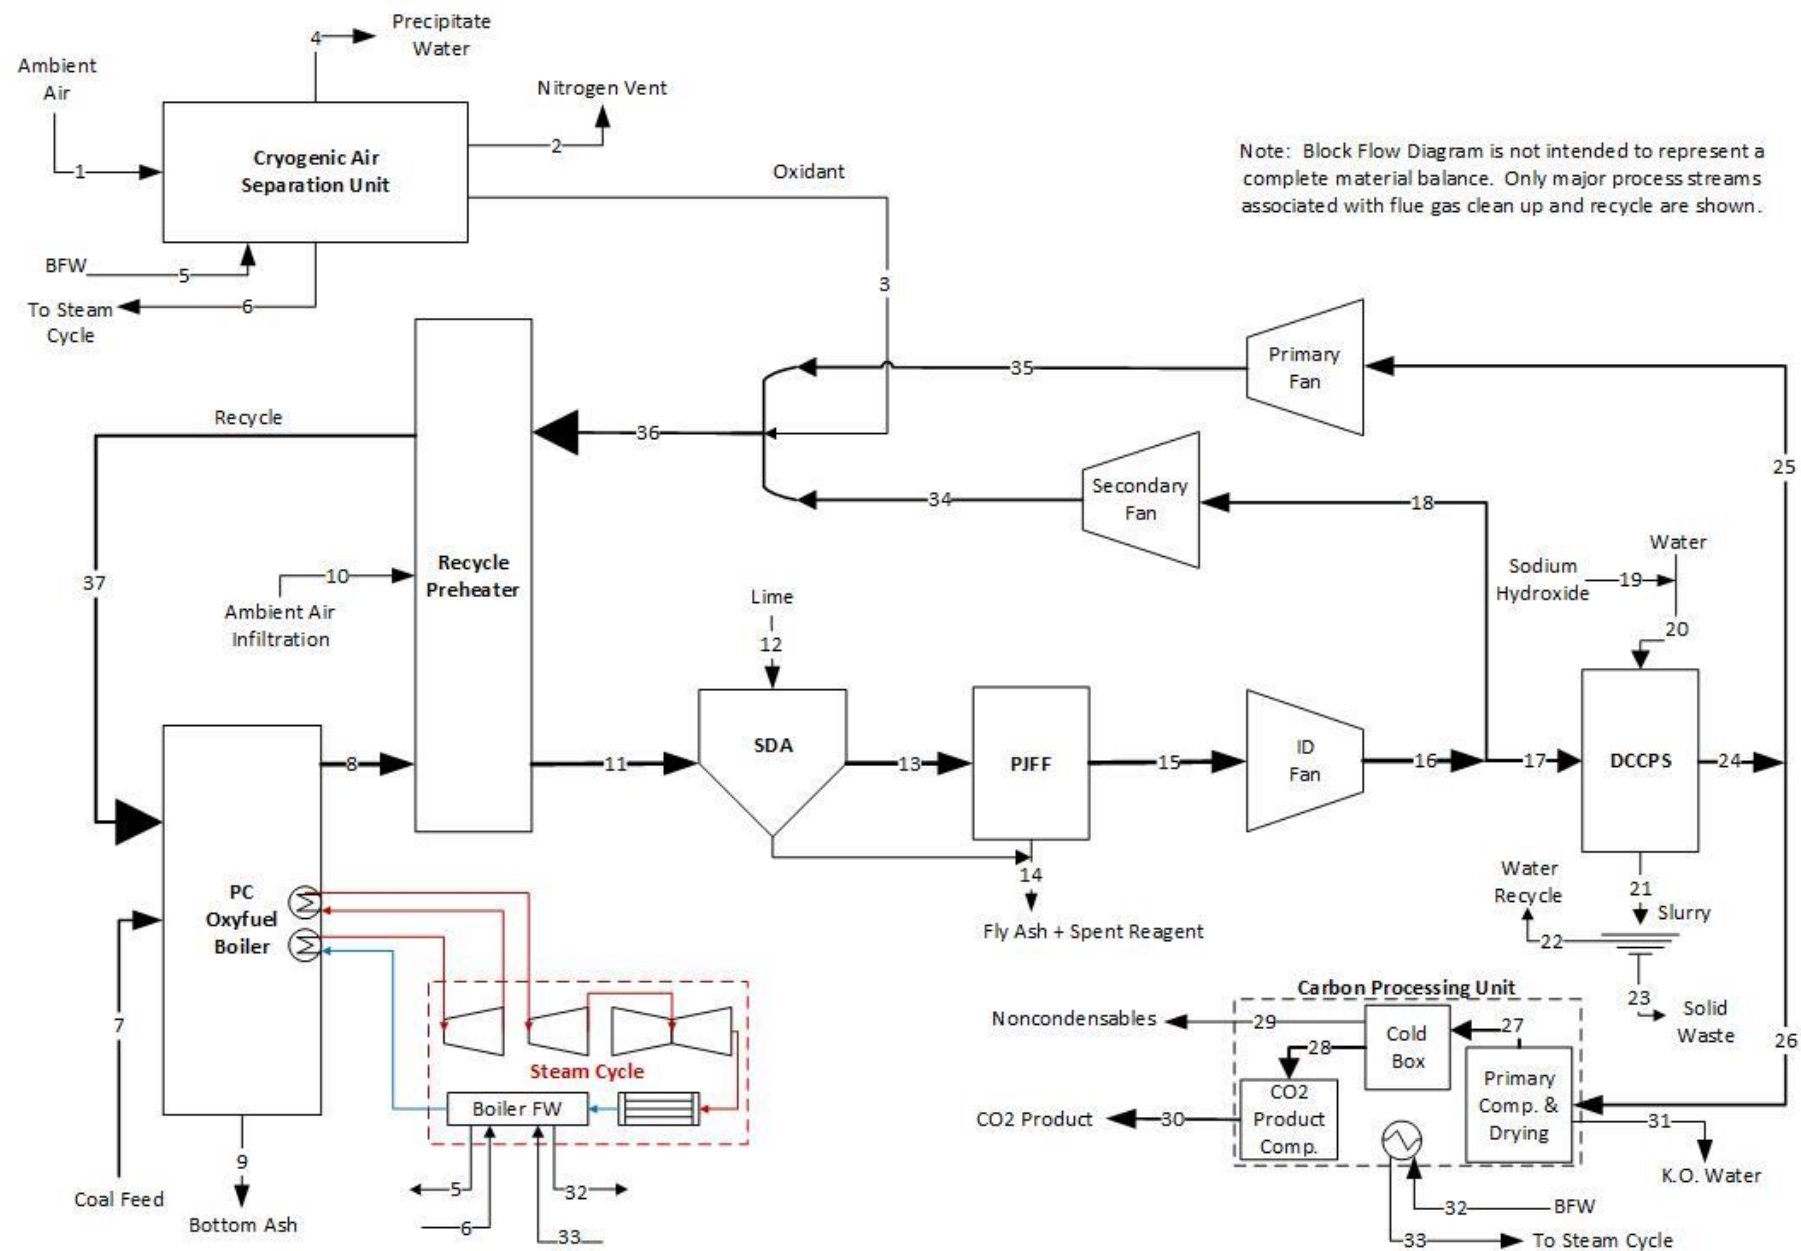 Precipitate
Water
4
Ambient
Air
Nitrogen Vent
Cryogenic Air
Separation Unit
1
2
Oxidant
Note: Block Flow Diagram is not intended to represent a
complete material balance. Only major process streams
associated with flue gas clean up and recycle are shown.
BFW
5
To Steam
Cycle
6
3
Primary
Fan
35
Recycle
36
25
Secondary
Fan
34
18
37
10
Ambient Air
Infiltration
Recycle
Preheater
Lime
12
Water
Sodium
Hydroxide
19
20
8
11
SDA
13
PJFF
15
ID
Fan
16
17
DCCPS
24
14
Fly Ash + Spent Reagent
Water
Recycle
21
Slurry
22
23
Solid
Waste
PC
Oxyfuel
Boiler
7
Coal Feed
9
Bottom Ash
Steam Cycle
Boiler FW
5
6
32
33
Carbon Processing Unit
Noncondensables
29
Cold
Box
27
28
26
CO2 Product
30
CO2
Product
Comp.
Primary
Comp. &
Drying
31
K.O. Water
32
BFW
33
To Steam Cycle